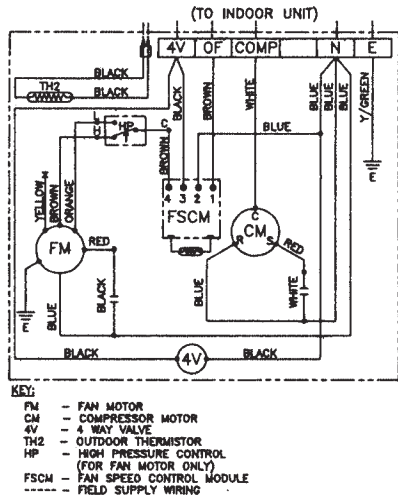 (TO INDOOR UNIT)
4V OF COMP N E
BLACK
TH2
BLACK
BLACK
BROWN
WHITE
BLUE
BLUE
BLUE
Y/GREEN
BLUE
L
H
HP
C
BROWN
E
YELLOW
BROWN
ORANGE
4 3 2 1
FSCM
C
CM
R S
RED
FM
RED
BLUE
BLACK
BLUE
WHITE
E
BLACK
4V
BLACK
KEY:
FM – FAN MOTOR
CM – COMPRESSOR MOTOR
4V – 4 WAY VALVE
TH2 – OUTDOOR THERMISTOR
HP – HIGH PRESSURE CONTROL
(FOR FAN MOTOR ONLY)
FSCM – FAN SPEED CONTROL MODULE
------ – FIELD SUPPLY WIRING